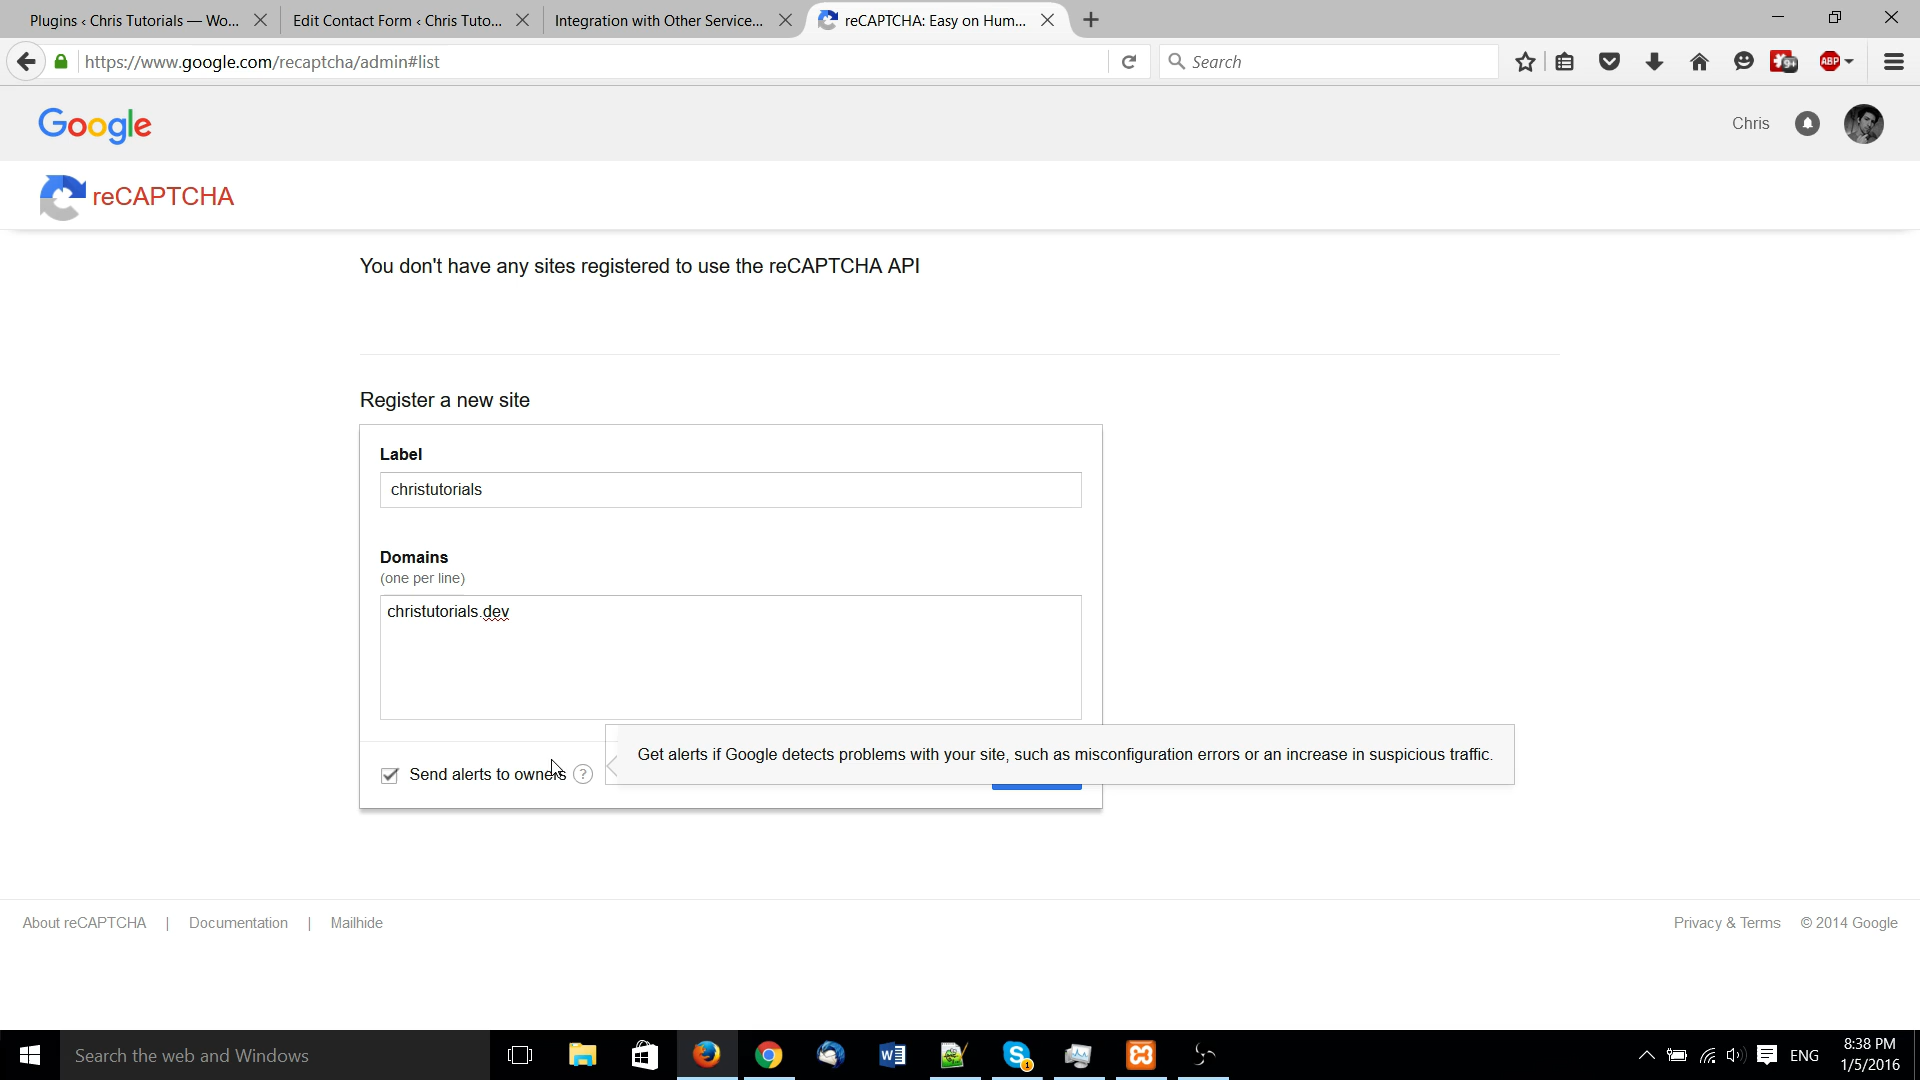 Plugins ‹ Chris Tutorials — Wo...
Edit Contact Form ‹ Chris Tuto...
Integration with Other Service...
reCAPTCHA: Easy on Hum...
https://www.google.com/recaptcha/admin#list
Search
9+
ABP
Google
Chris
reCAPTCHA
You don't have any sites registered to use the reCAPTCHA API
Register a new site
Label
christutorials
Domains
(one per line)
christutorials.dev
Get alerts if Google detects problems with your site, such as misconfiguration errors or an increase in suspicious traffic.
Send alerts to owners ?
About reCAPTCHA | Documentation | Mailhide
Privacy & Terms © 2014 Google
Search the web and Windows
ENG
8:38 PM
1/5/2016